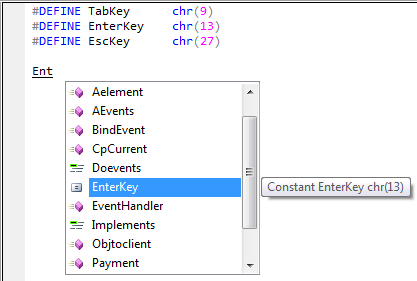 #DEFINE TabKey chr(9)
#DEFINE EnterKey chr(13)
#DEFINE EscKey chr(27)
Ent
Aelement
AEvents
BindEvent
CpCurrent
Doevents
EnterKey
Constant EnterKey chr(13)
EventHandler
Implements
Objtoclient
Payment